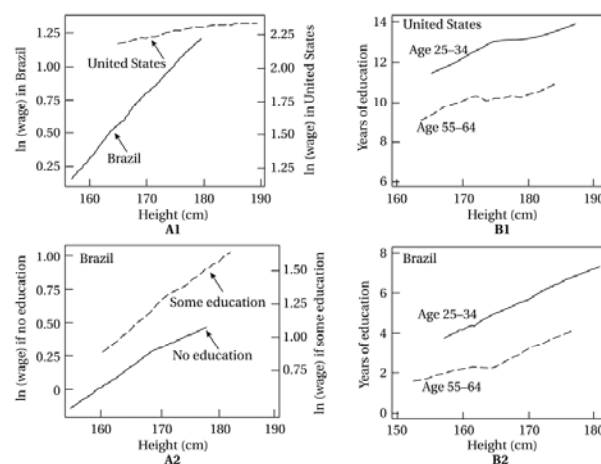 ln (wage) in Brazil
1.25
1.00
0.75
0.50
0.25
United States
Brazil
2.25
2.00
1.75
1.50
1.25
ln (wage) in United States
160 170 180 190
Height (cm)
A1
Years of education
14
12
10
8
6
United States
Age 25–34
Age 55–64
160 170 180 190
Height (cm)
B1
ln (wage) if no education
1.00
0.75
0.50
0.25
0
Brazil
Some education
No education
1.50
1.25
1.00
0.75
ln (wage) if some education
160 170 180 190
Height (cm)
A2
Years of education
8
6
4
2
0
Brazil
Age 25–34
Age 55–64
150 160 170 180
Height (cm)
B2